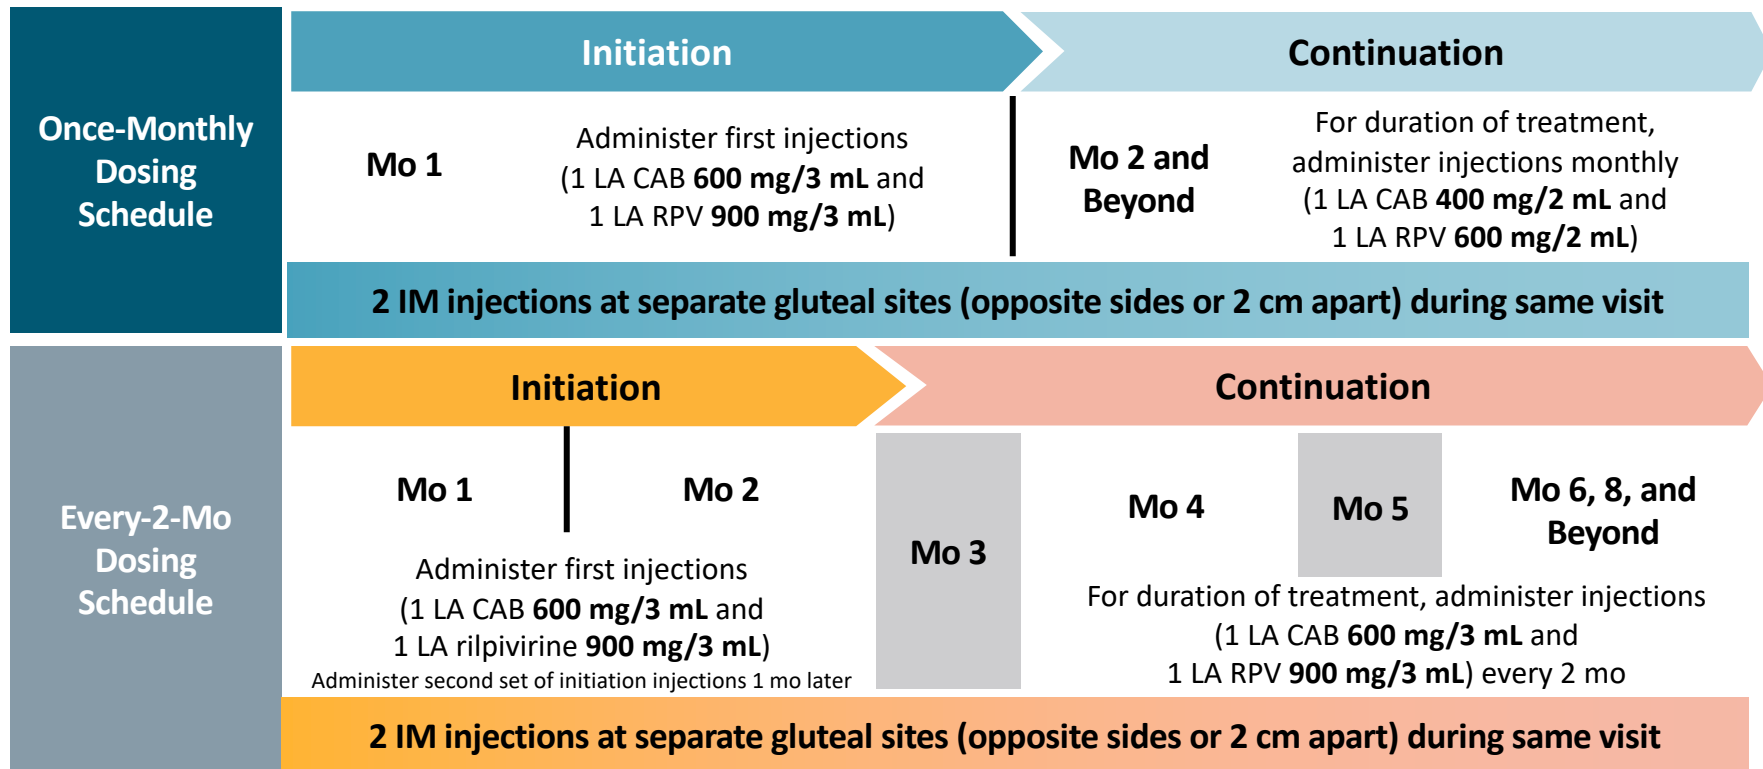 Once-Monthly
Dosing
Schedule
Initiation
Continuation
Mo 1
Administer first injections
(1 LA CAB 600 mg/3 mL and
1 LA RPV 900 mg/3 mL)
Mo 2 and
Beyond
For duration of treatment,
administer injections monthly
(1 LA CAB 400 mg/2 mL and
1 LA RPV 600 mg/2 mL)
2 IM injections at separate gluteal sites (opposite sides or 2 cm apart) during same visit
Every-2-Mo
Dosing
Schedule
Initiation
Continuation
Mo 1
Mo 2
Administer first injections
(1 LA CAB 600 mg/3 mL and
1 LA rilpivirine 900 mg/3 mL)
Administer second set of initiation injections 1 mo later
Mo 3
Mo 4
Mo 5
Mo 6, 8, and
Beyond
For duration of treatment, administer injections
(1 LA CAB 600 mg/3 mL and
1 LA RPV 900 mg/3 mL) every 2 mo
2 IM injections at separate gluteal sites (opposite sides or 2 cm apart) during same visit